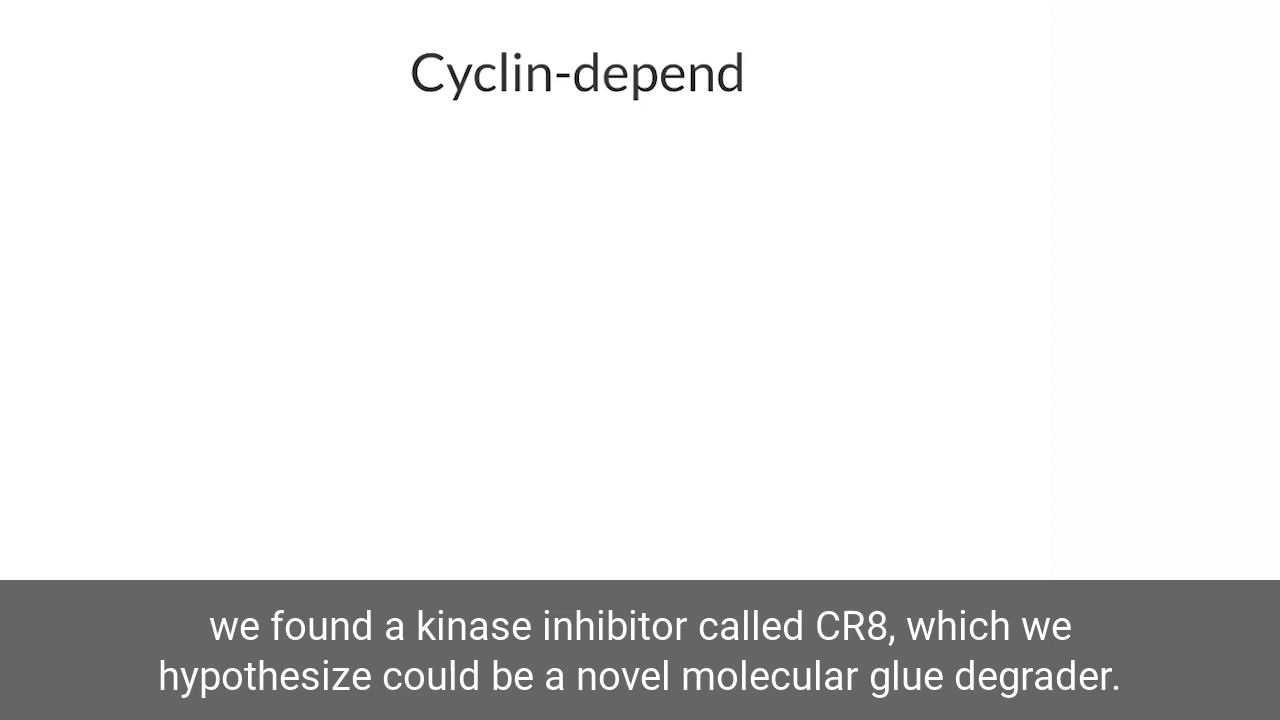 Cyclin-depend
we found a kinase inhibitor called CR8, which we
hypothesize could be a novel molecular glue degrader.